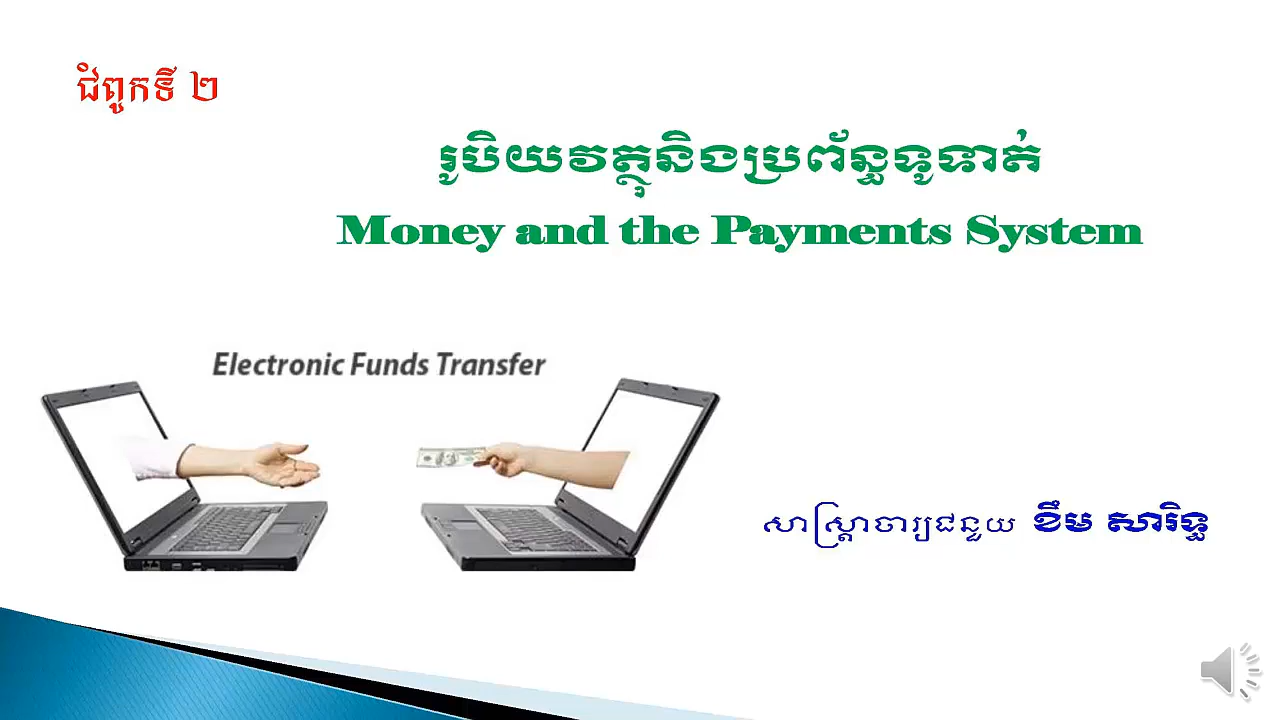 ជំពូកទី ២
រូបិយវត្ថុនិងប្រព័ន្ធទូទាត់
Money and the Payments System
Electronic Funds Transfer
សាស្ត្រាចារ្យជំនួយ ខឹម សារិទ្ធ